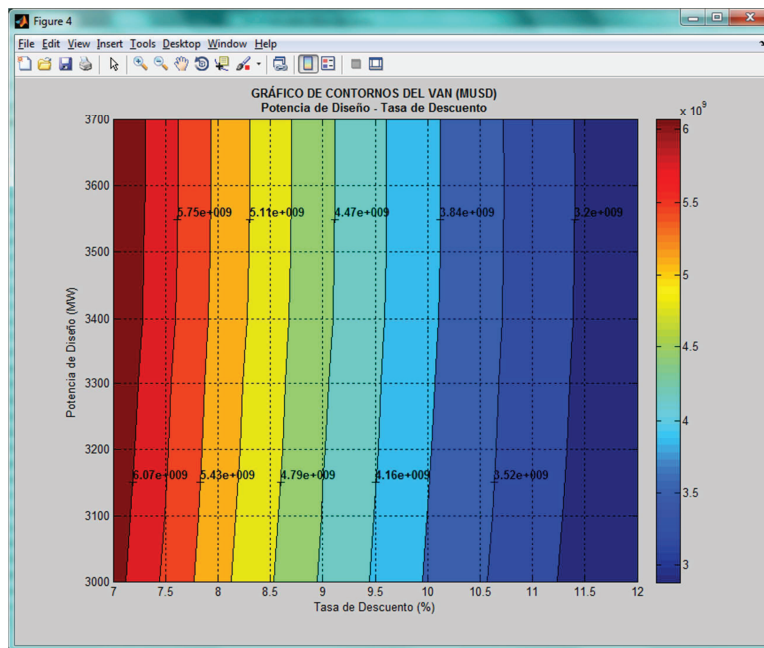 Figure 4
File Edit View Insert Tools Desktop Window Help
GRÁFICO DE CONTORNOS DEL VAN (MUSD)
Potencia de Diseño - Tasa de Descuento
x 10^9
3700
3600
3500
3400
3300
3200
3100
3000
Potencia de Diseño (MW)
5.75e+009 5.11e+009 4.47e+009 3.84e+009 3.2e+009
6.07e+009 5.43e+009 4.79e+009 4.16e+009 3.52e+009
7 7.5 8 8.5 9 9.5 10 10.5 11 11.5 12
Tasa de Descuento (%)
6
5.5
5
4.5
4
3.5
3